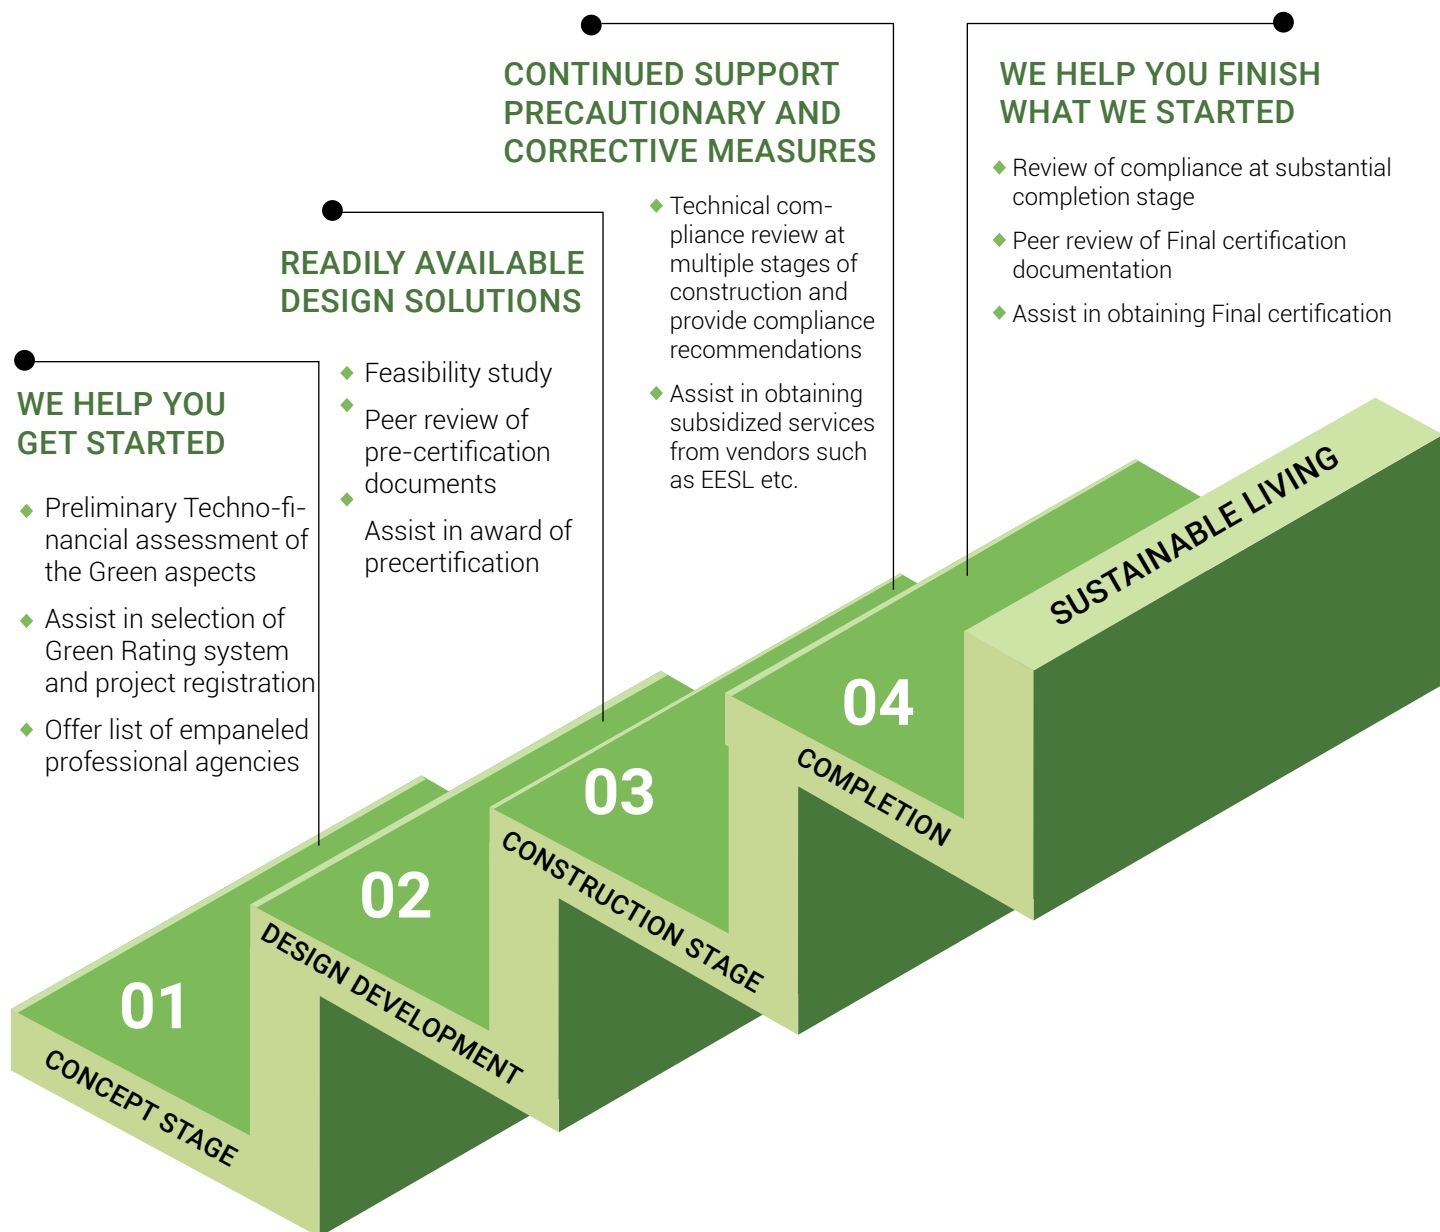 WE HELP YOU
GET STARTED
Preliminary Techno-fi-
nancial assessment of
the Green aspects
Assist in selection of
Green Rating system
and project registration
Offer list of empaneled
professional agencies
READILY AVAILABLE
DESIGN SOLUTIONS
Feasibility study
Peer review of
pre-certification
documents
Assist in award of
precertification
CONTINUED SUPPORT
PRECAUTIONARY AND
CORRECTIVE MEASURES
Technical com-
pliance review at
multiple stages of
construction and
provide compliance
recommendations
Assist in obtaining
subsidized services
from vendors such
as EESL etc.
WE HELP YOU FINISH
WHAT WE STARTED
Review of compliance at substantial
completion stage
Peer review of Final certification
documentation
Assist in obtaining Final certification
01
CONCEPT STAGE
02
DESIGN DEVELOPMENT
03
CONSTRUCTION STAGE
04
COMPLETION
SUSTAINABLE LIVING